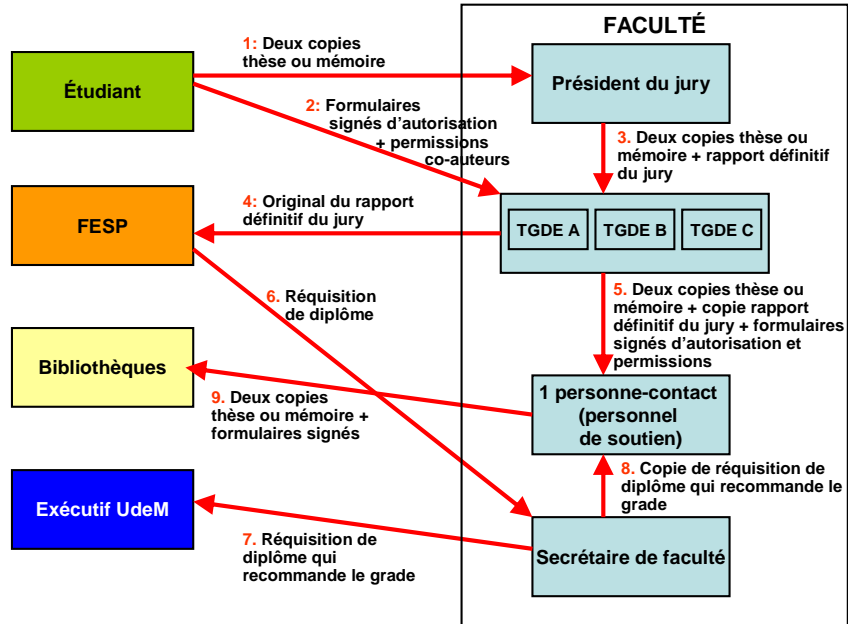 FACULTÉ
1: Deux copies
thèse ou mémoire
Étudiant
Président du jury
2: Formulaires
signés d'autorisation
+ permissions
co-auteurs
3. Deux copies thèse ou
mémoire + rapport définitif
du jury
4: Original du rapport
définitif du jury
FESP
TGDE A
TGDE B
TGDE C
5. Deux copies thèse ou
mémoire + copie rapport
définitif du jury + formulaires
signés d'autorisation et
permissions
6. Réquisition
de diplôme
Bibliothèques
1 personne-contact
(personnel
de soutien)
9. Deux copies
thèse ou mémoire +
formulaires signés
8. Copie de réquisition de
diplôme qui recommande le
grade
Exécutif UdeM
7. Réquisition de
diplôme qui
recommande le grade
Secrétaire de faculté